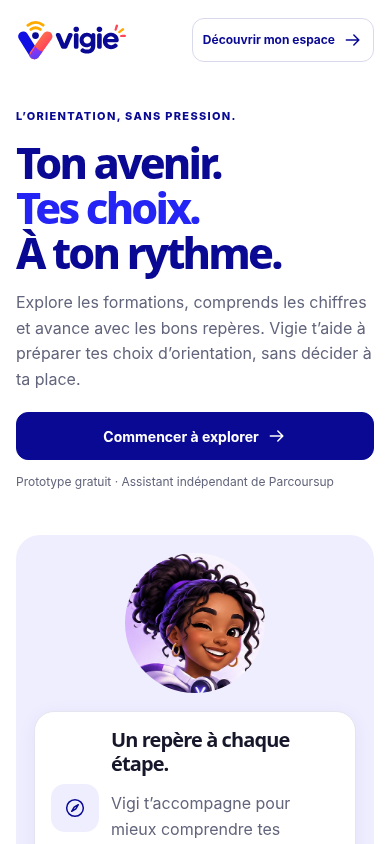 vigie
Découvrir mon espace
L’ORIENTATION, SANS PRESSION.
Ton avenir.
Tes choix.
À ton rythme.
Explore les formations, comprends les chiffres
et avance avec les bons repères. Vigie t’aide à
préparer tes choix d’orientation, sans décider à
ta place.
Commencer à explorer
Prototype gratuit · Assistant indépendant de Parcoursup
Un repère à chaque
étape.
Vigi t’accompagne pour
mieux comprendre tes